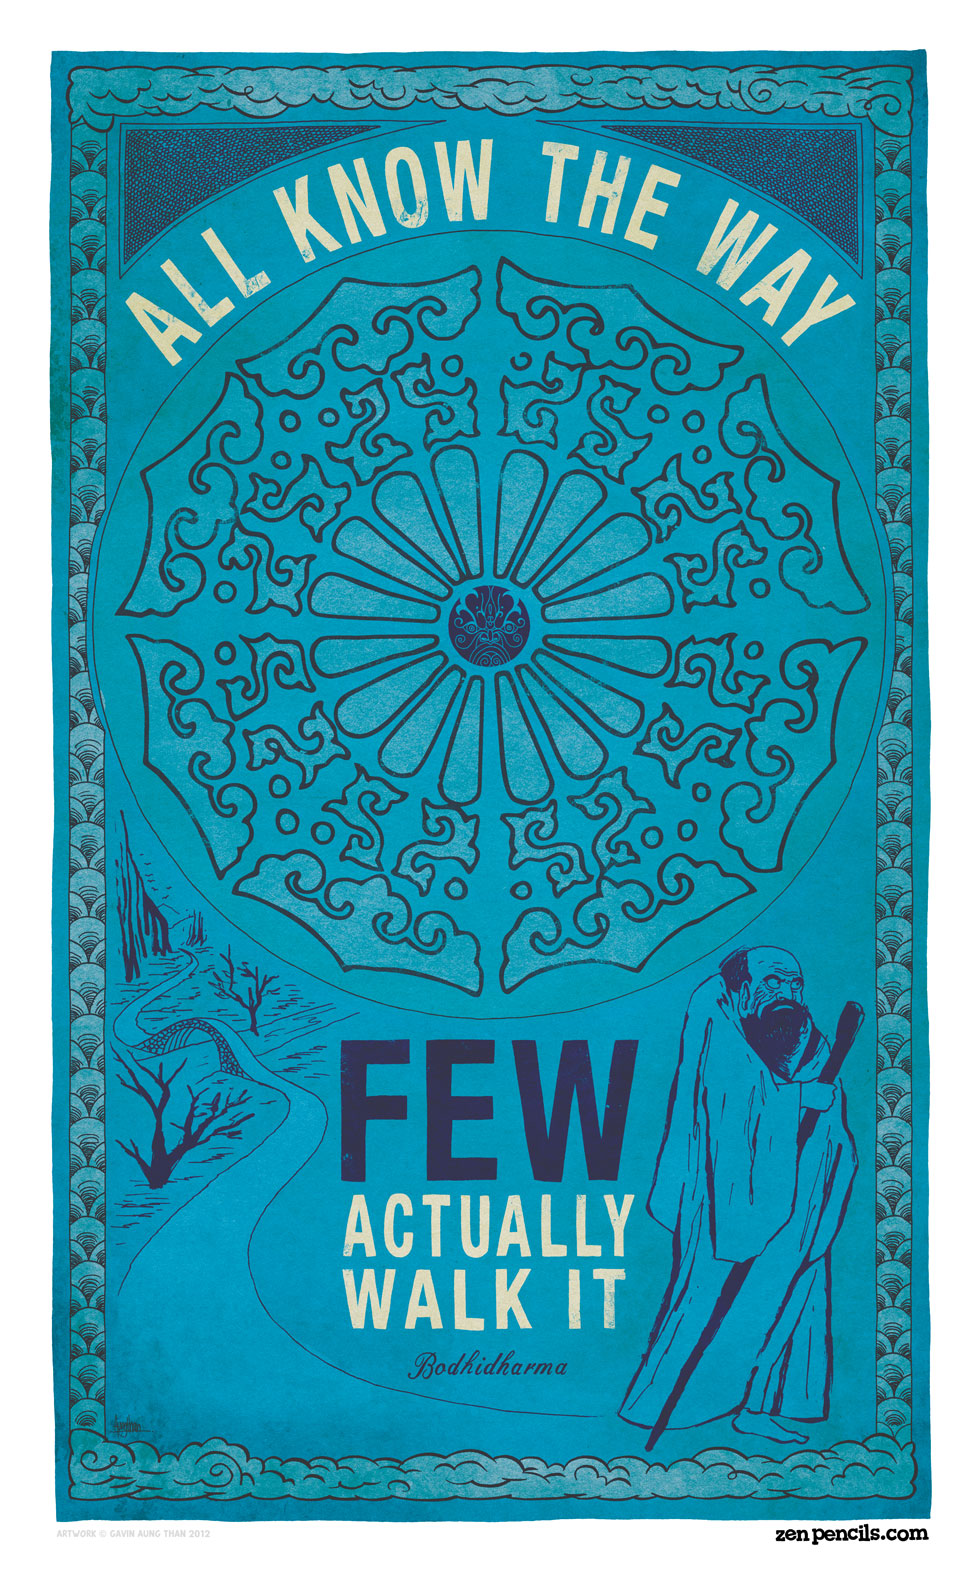 ALL KNOW THE WAY
FEW
ACTUALLY
WALK IT
Bodhidharma
ARTWORK © GAVIN AUNG THAN 2012
zenpencils.com